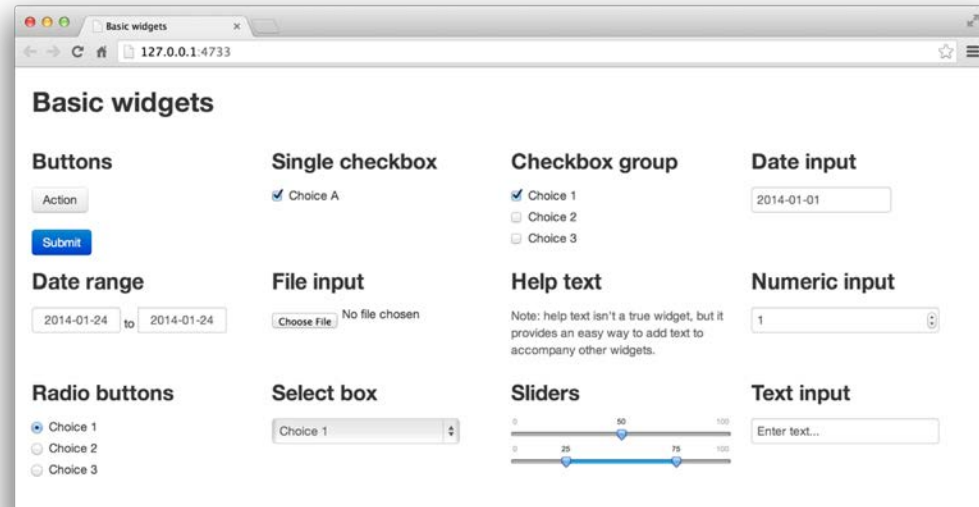 Basic widgets
127.0.0.1:4733
Basic widgets
Buttons
Action
Submit
Single checkbox
Choice A
Checkbox group
Choice 1
Choice 2
Choice 3
Date input
2014-01-01
Date range
2014-01-24 to 2014-01-24
File input
Choose File No file chosen
Help text
Note: help text isn't a true widget, but it
provides an easy way to add text to
accompany other widgets.
Numeric input
1
Radio buttons
Choice 1
Choice 2
Choice 3
Select box
Choice 1
Sliders
0 50 100
0 25 75 100
Text input
Enter text...